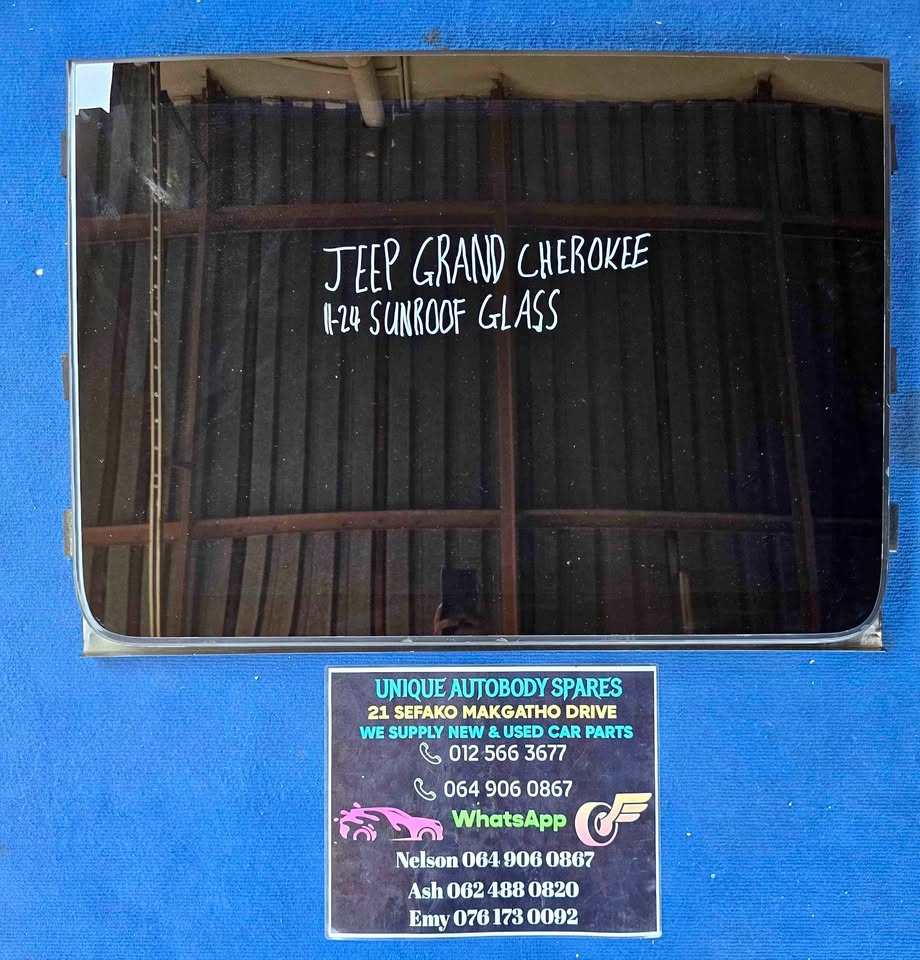 JEEP GRAND CHEROKEE
11-24 SUNROOF GLASS
UNIQUE AUTOBODY SPARES
21 SEFAKO MAKGATHO DRIVE
WE SUPPLY NEW & USED CAR PARTS
012 566 3677
064 906 0867
WhatsApp
Nelson 064 906 0867
Ash 062 488 0820
Emy 076 173 0092